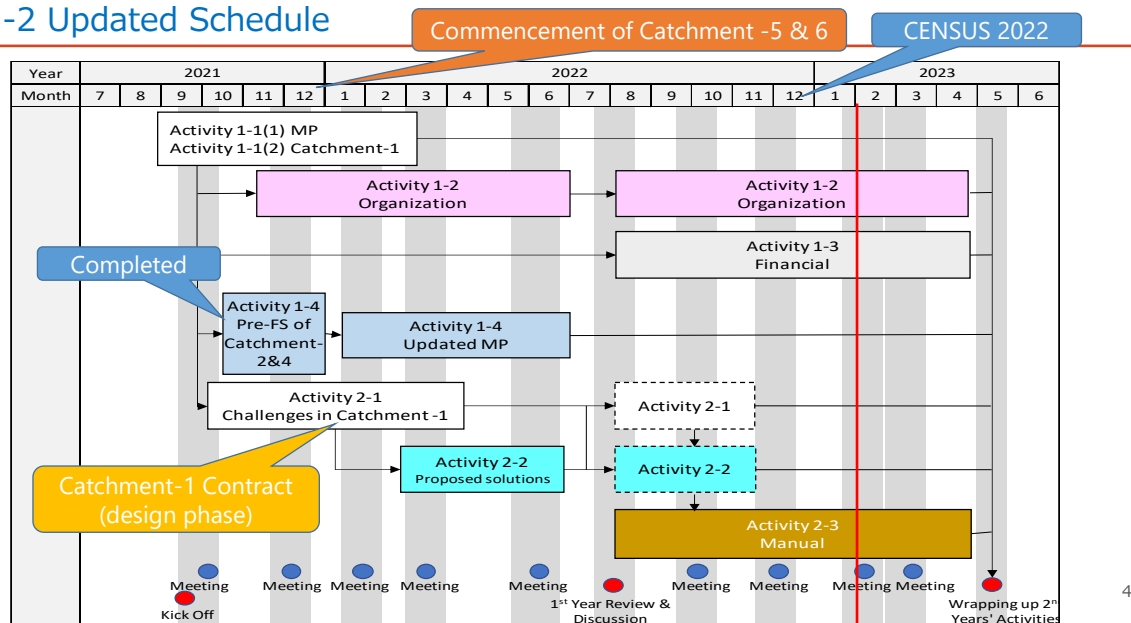 -2 Updated Schedule
Commencement of Catchment -5 & 6
CENSUS 2022
Year 2021 2022 2023
Month 7 8 9 10 11 12 1 2 3 4 5 6 7 8 9 10 11 12 1 2 3 4 5 6
Activity 1-1(1) MP
Activity 1-1(2) Catchment-1
Activity 1-2
Organization
Activity 1-2
Organization
Activity 1-3
Financial
Completed
Activity 1-4
Pre-FS of
Catchment-
2&4
Activity 1-4
Updated MP
Activity 2-1
Challenges in Catchment -1
Activity 2-1
Activity 2-2
Proposed solutions
Activity 2-2
Catchment-1 Contract
(design phase)
Activity 2-3
Manual
Meeting Meeting Meeting Meeting Meeting Meeting Meeting Meeting Meeting
Kick Off
1st Year Review &
Discussion
Wrapping up 2n
Years' Activities
4